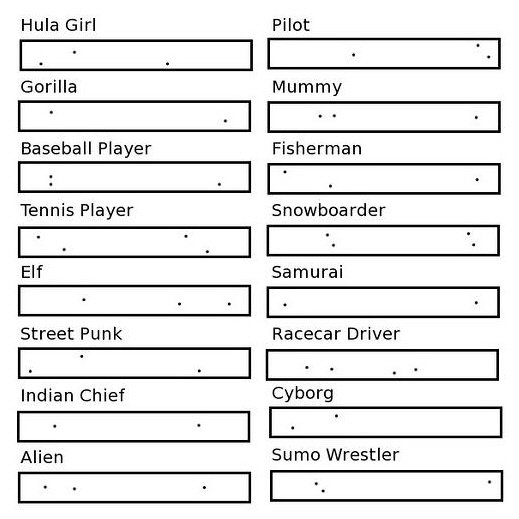 Hula Girl
Pilot
Gorilla
Mummy
Baseball Player
Fisherman
Tennis Player
Snowboarder
Elf
Samurai
Street Punk
Racecar Driver
Indian Chief
Cyborg
Alien
Sumo Wrestler